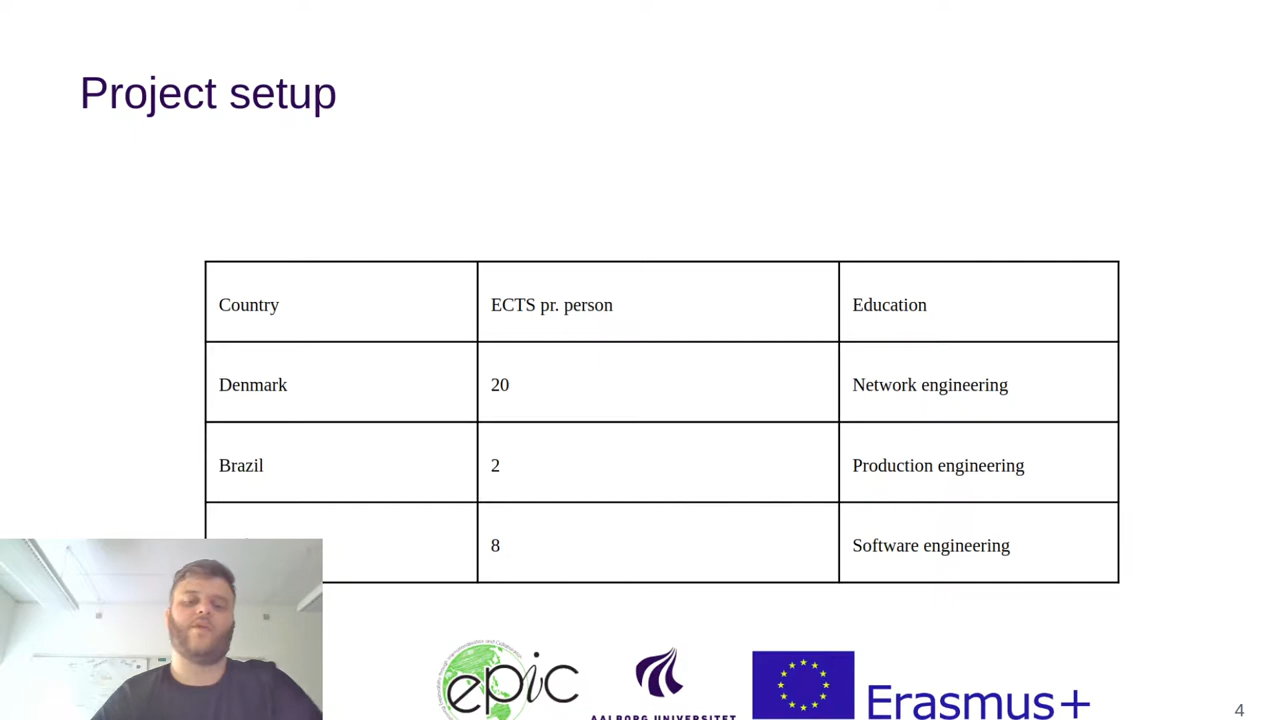 Project setup
Country ECTS pr. person Education
Denmark 20 Network engineering
Brazil 2 Production engineering
8 Software engineering
epic
AALBORG UNIVERSITET
Erasmus+
4